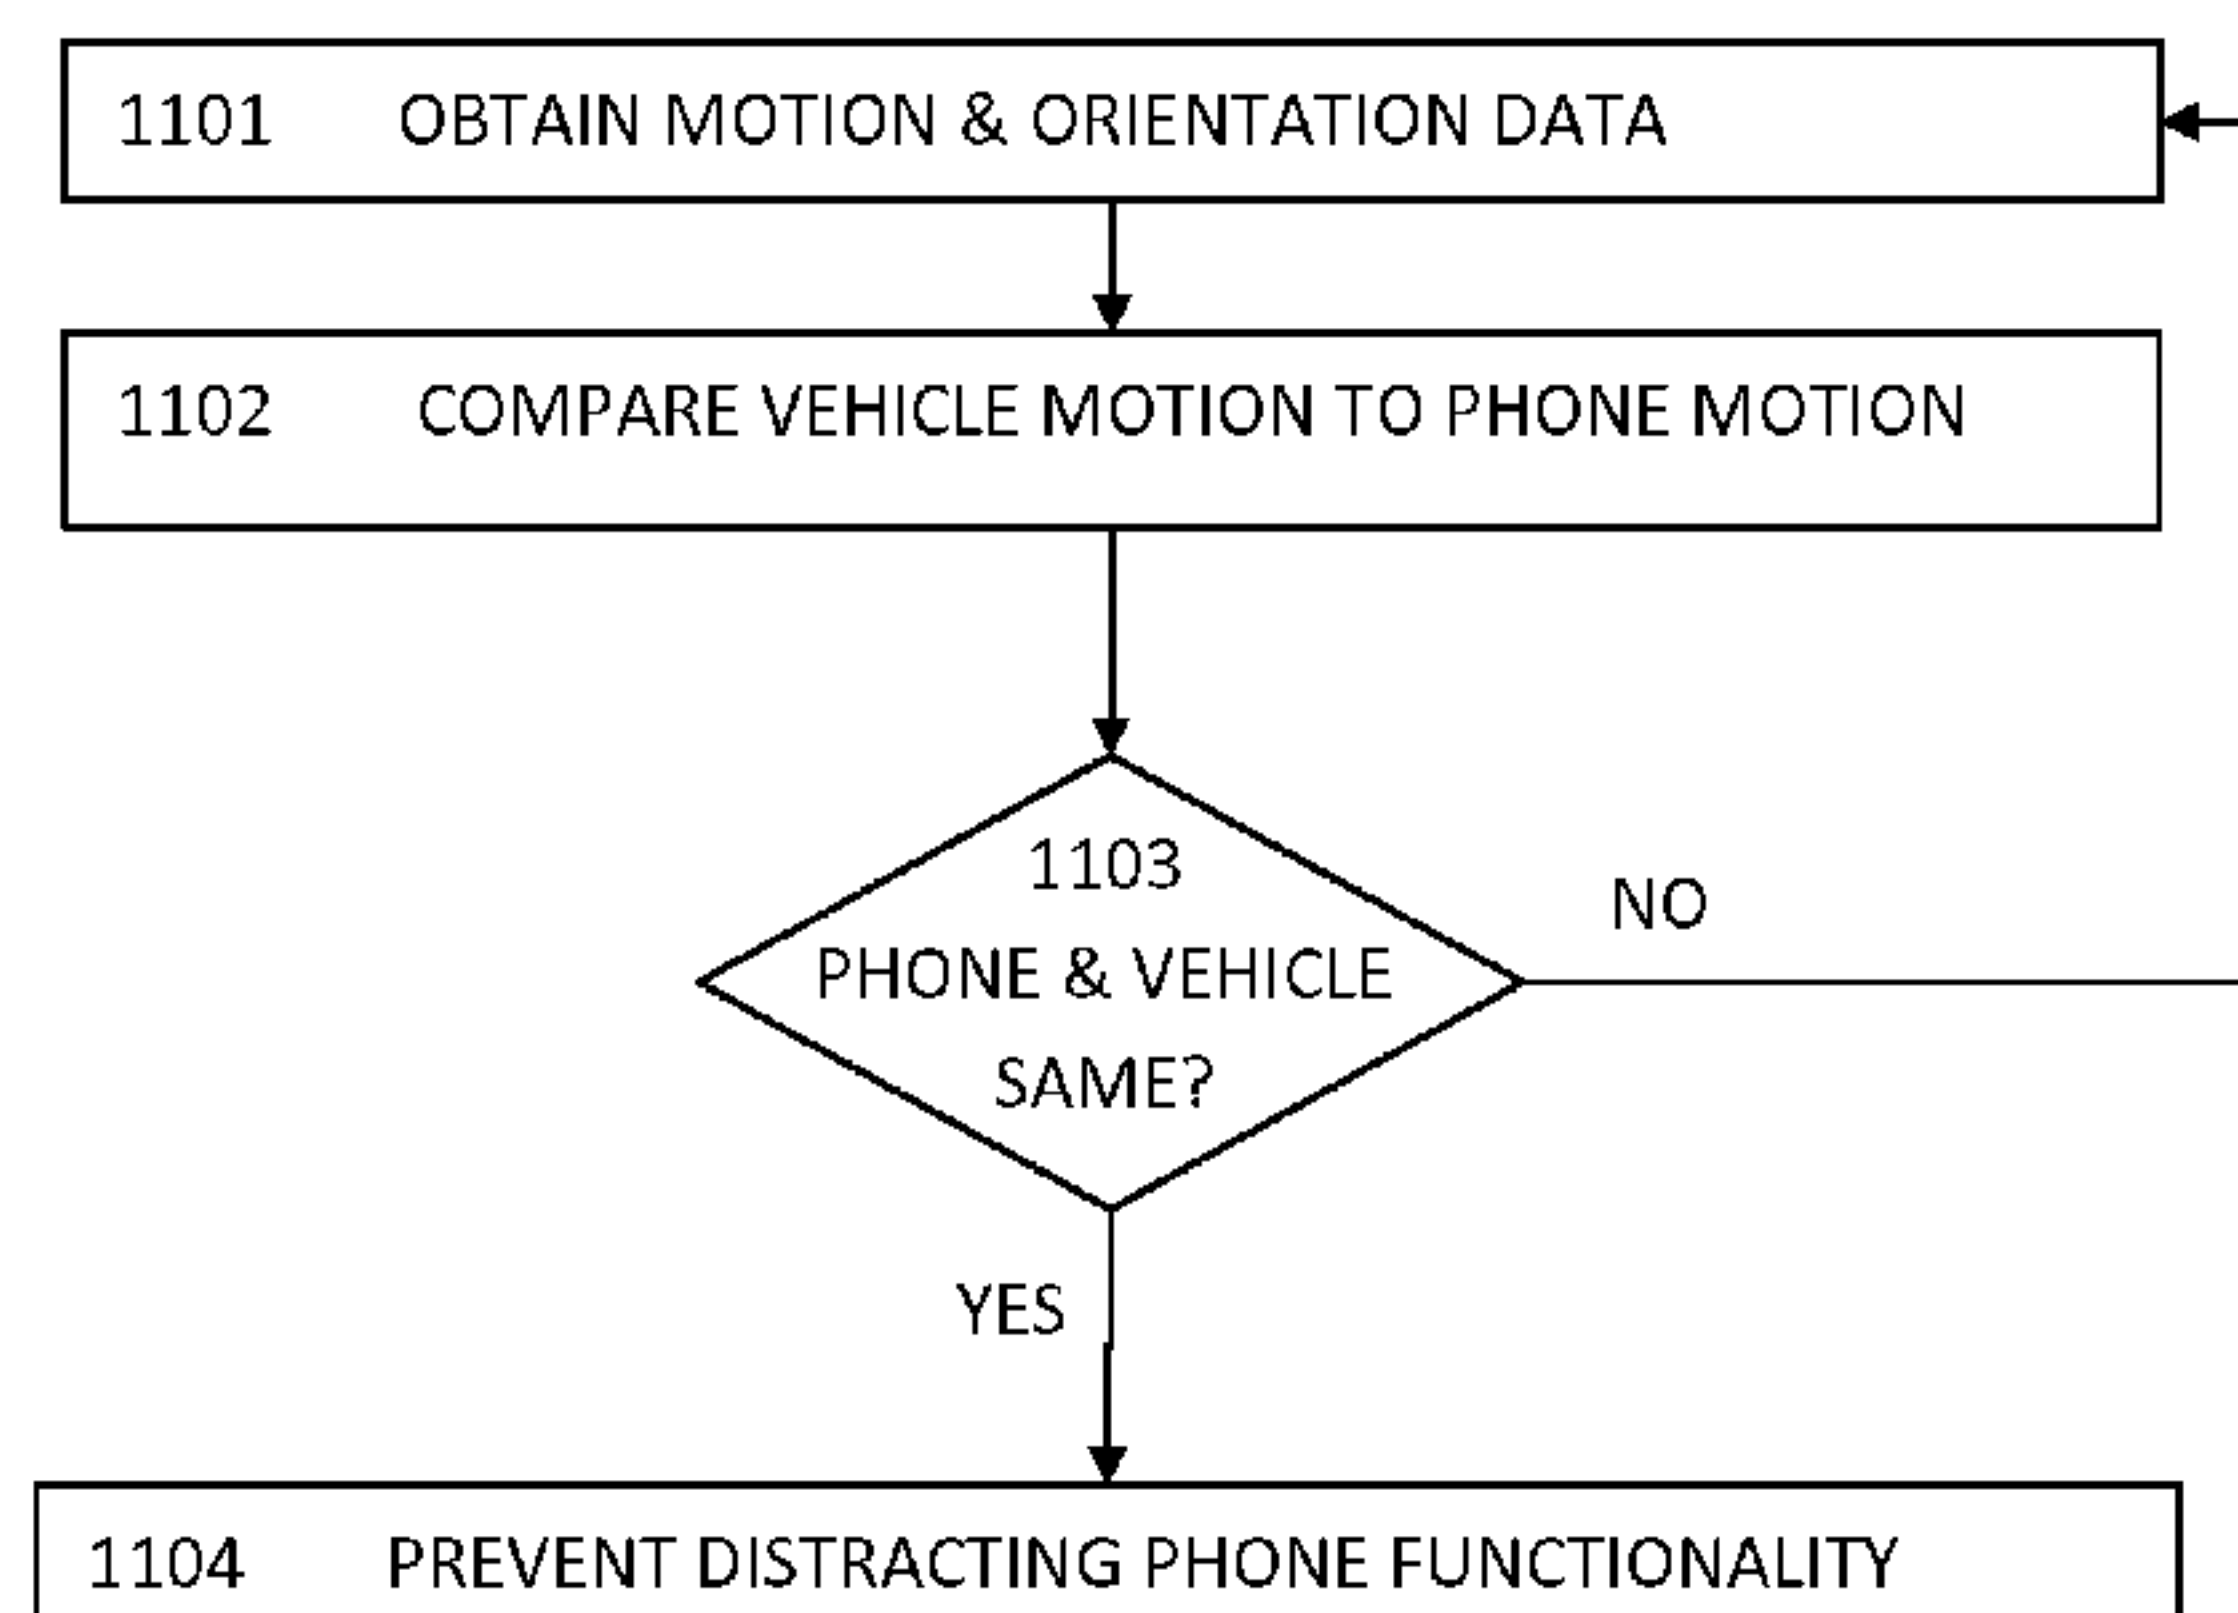 1101 OBTAIN MOTION & ORIENTATION DATA
1102 COMPARE VEHICLE MOTION TO PHONE MOTION
1103
PHONE & VEHICLE
SAME?
NO
YES
1104 PREVENT DISTRACTING PHONE FUNCTIONALITY